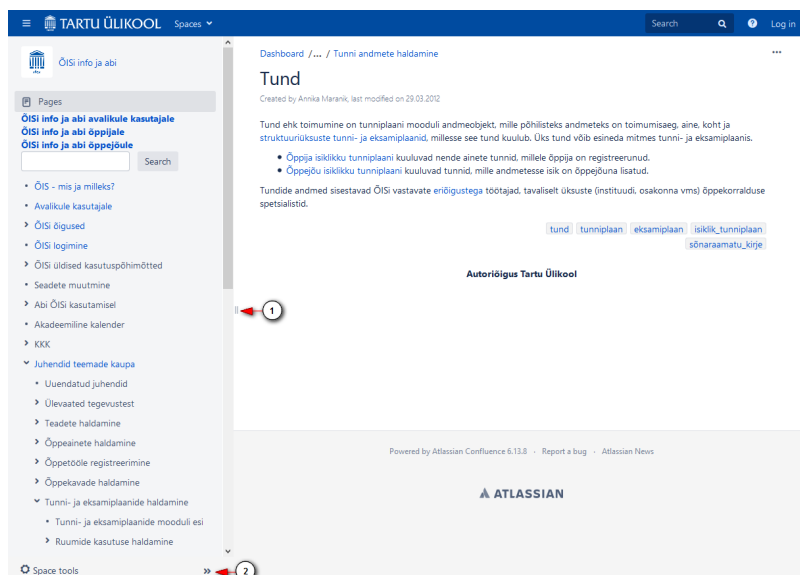 TARTU ÜLIKOOL Spaces Search ? Log in
ÕISi info ja abi
Pages
ÕISi info ja abi avalikule kasutajale
ÕISi info ja abi õppijale
ÕISi info ja abi õppejõule
Search
• ÕIS - mis ja milleks?
• Avalikule kasutajale
ÕISi õigused
• ÕISi logimine
ÕISi üldised kasutuspõhimõtted
• Seadete muutmine
Abi ÕISi kasutamisel
• Akadeemiline kalender
KKK
Juhendid teemade kaupa
• Uuendatud juhendid
Ülevaated tegevustest
Teadete haldamine
Õppeainete haldamine
Õppetööle registreerimine
Õppekavade haldamine
Tunni- ja eksamiplaanide haldamine
• Tunni- ja eksamiplaanide mooduli esi
Ruumide kasutuse haldamine
Space tools
Dashboard /... / Tunni andmete haldamine
•••
Tund
Created by Annika Maranik, last modified on 29.03.2012
Tund ehk toimumine on tunniplaani mooduli andmeobjekt, mille põhilisteks andmeteks on toimumisaeg, aine, koht ja
struktuuriüksuste tunni- ja eksamiplaanid, millesse see tund kuulub. Üks tund võib esineda mitmes tunni- ja eksamiplaanis.
• Õppija isiklikku tunniplaani kuuluvad nende ainete tunnid, millele õppija on registreerunud.
• Õppejõu isiklikku tunniplaani kuuluvad tunnid, mille andmetesse isik on õppejõuna lisatud.
Tundide andmed sisestavad ÕISi vastavate eriõigustega töötajad, tavaliselt üksuste (instituudi, osakonna vms) õppekorralduse
spetsialistid.
tund tunniplaan eksamiplaan isiklik_tunniplaan
sõnaraamatu_kirje
Autoriõigus Tartu Ülikool
1
Powered by Atlassian Confluence 6.13.8 · Report a bug · Atlassian News
ATLASSIAN
2